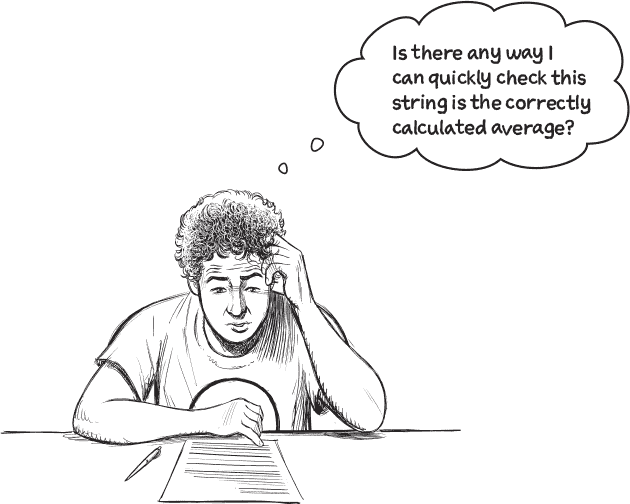 Is there any way I
can quickly check this
string is the correctly
calculated average?